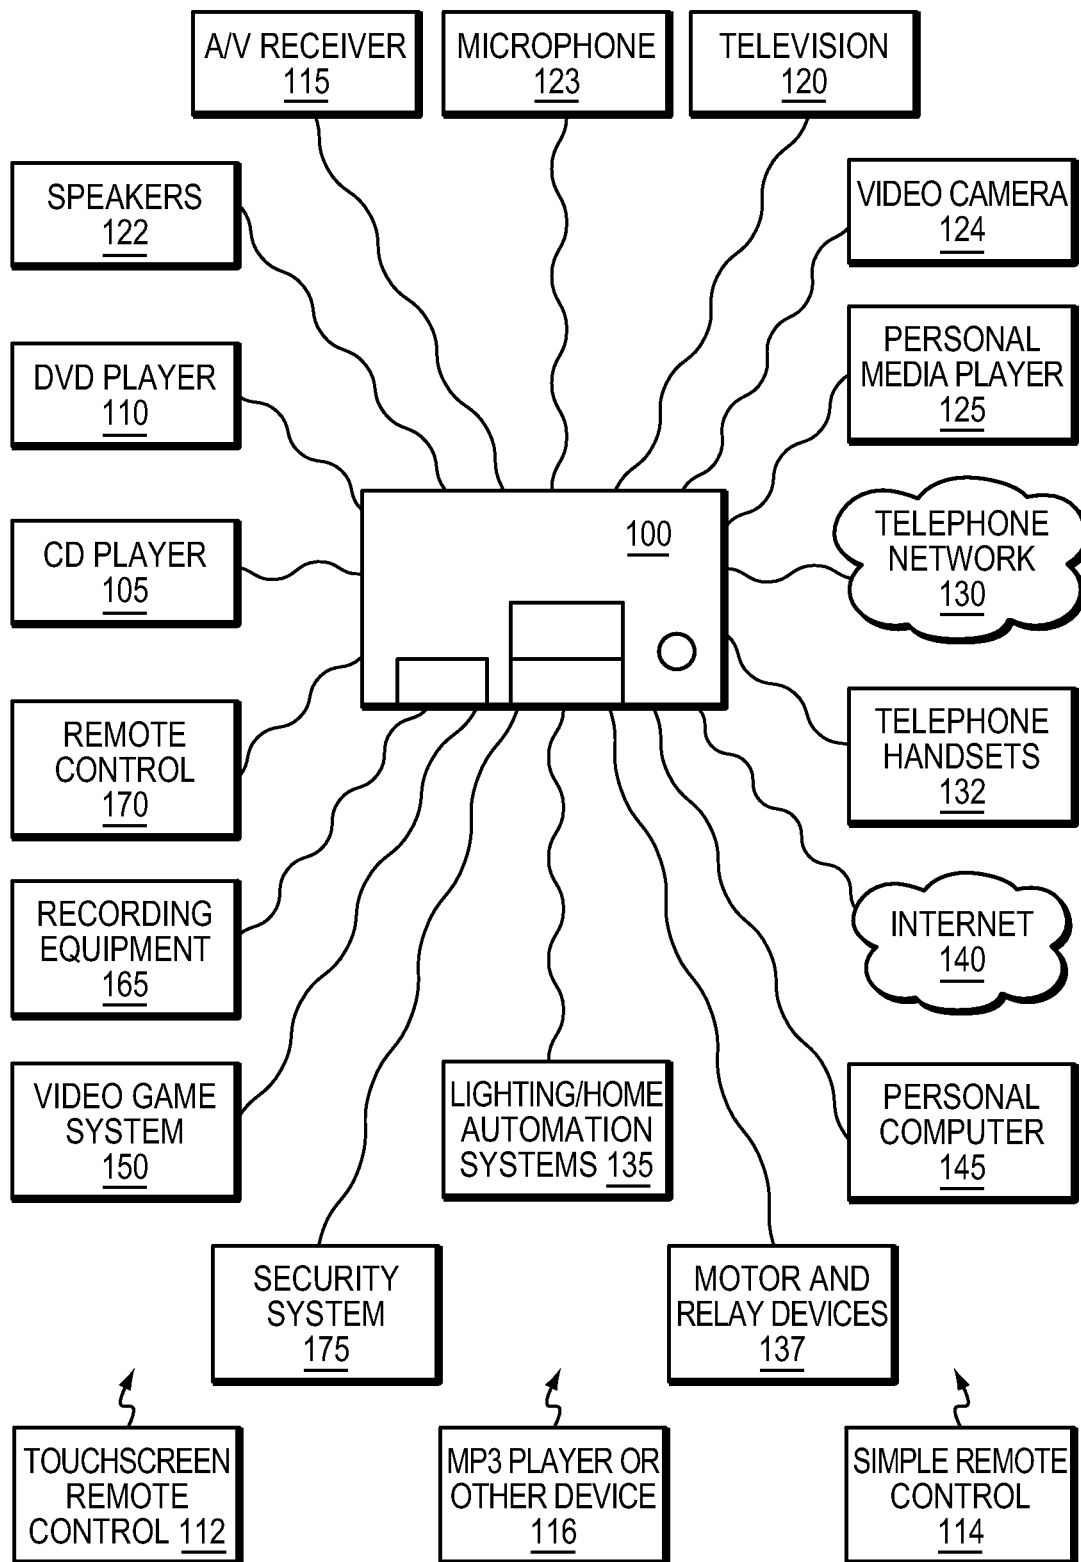 A/V RECEIVER
115
MICROPHONE
123
TELEVISION
120
SPEAKERS
122
VIDEO CAMERA
124
DVD PLAYER
110
PERSONAL
MEDIA PLAYER
125
100
CD PLAYER
105
TELEPHONE
NETWORK
130
REMOTE
CONTROL
170
TELEPHONE
HANDSETS
132
RECORDING
EQUIPMENT
165
INTERNET
140
VIDEO GAME
SYSTEM
150
LIGHTING/HOME
AUTOMATION
SYSTEMS 135
PERSONAL
COMPUTER
145
SECURITY
SYSTEM
175
MOTOR AND
RELAY DEVICES
137
TOUCHSCREEN
REMOTE
CONTROL 112
MP3 PLAYER OR
OTHER DEVICE
116
SIMPLE REMOTE
CONTROL
114